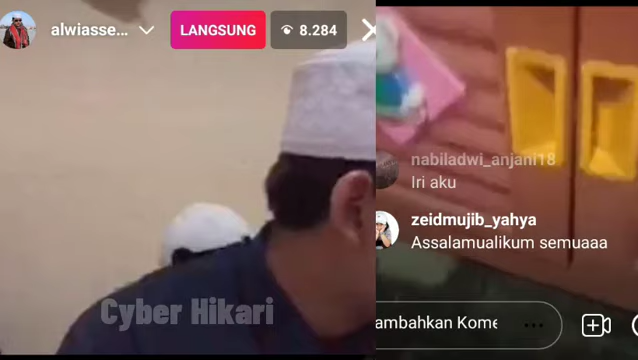 alwiasse...
LANGSUNG
8.284
Cyber Hikari
nabiladwi_anjani18
Iri aku
zeidmujib_yahya
Assalamualikum semuaaa
ambahkan Kome